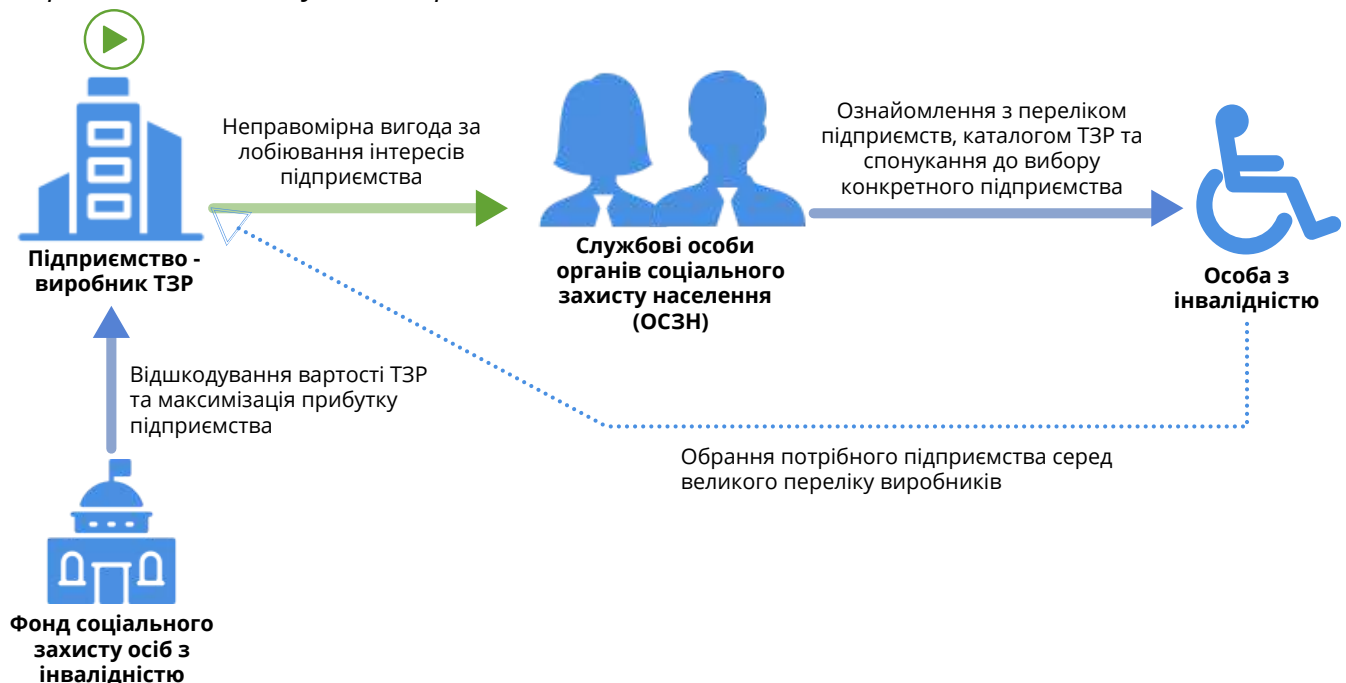 Неправомірна вигода за
лобіювання інтересів
підприємства
Ознайомлення з переліком
підприємств, каталогом ТЗР та
спонукання до вибору
конкретного підприємства
Підприємство -
виробник ТЗР
Службові особи
органів соціального
захисту населення
(ОСЗН)
Особа з
інвалідністю
Відшкодування вартості ТЗР
та максимізація прибутку
підприємства
Обрання потрібного підприємства серед
великого переліку виробників
Фонд соціального
захисту осіб з
інвалідністю